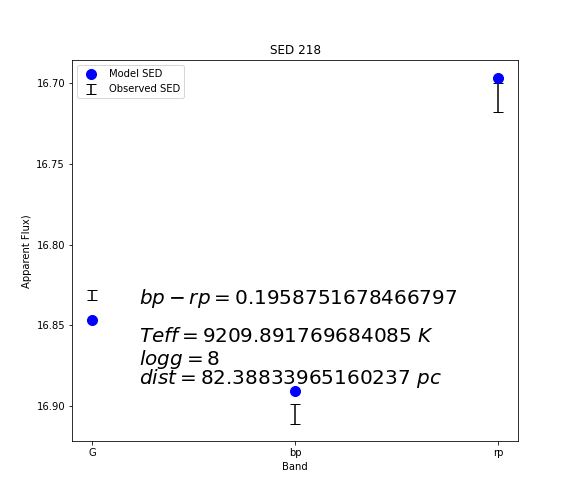 SED 218
Model SED
Observed SED
16.70
16.75
16.80
16.85
16.90
Apparent Flux)
bp − rp = 0.1958751678466797
Teff = 9209.891769684085 K
logg = 8
dist = 82.38833965160237 pc
G
bp
rp
Band